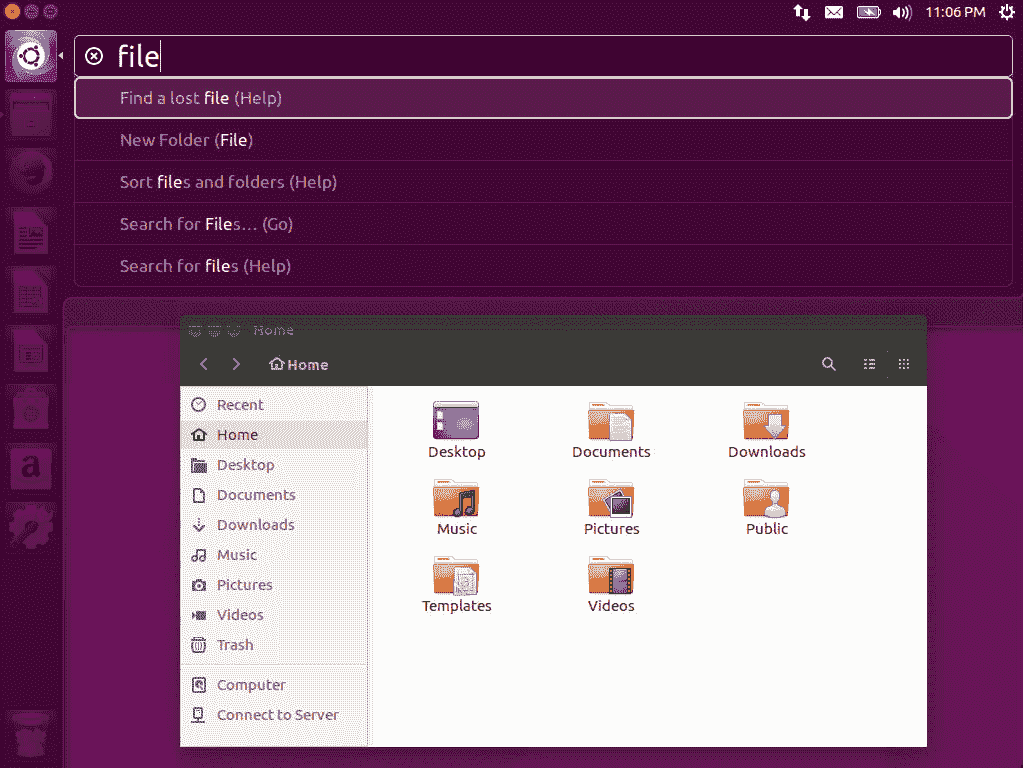 11:06 PM
file
Find a lost file (Help)
New Folder (File)
Sort files and folders (Help)
Search for Files... (Go)
Search for files (Help)
Home
Home
Recent
Home
Desktop
Documents
Downloads
Music
Pictures
Videos
Trash
Computer
Connect to Server
Desktop
Documents
Downloads
Music
Pictures
Public
Templates
Videos
a